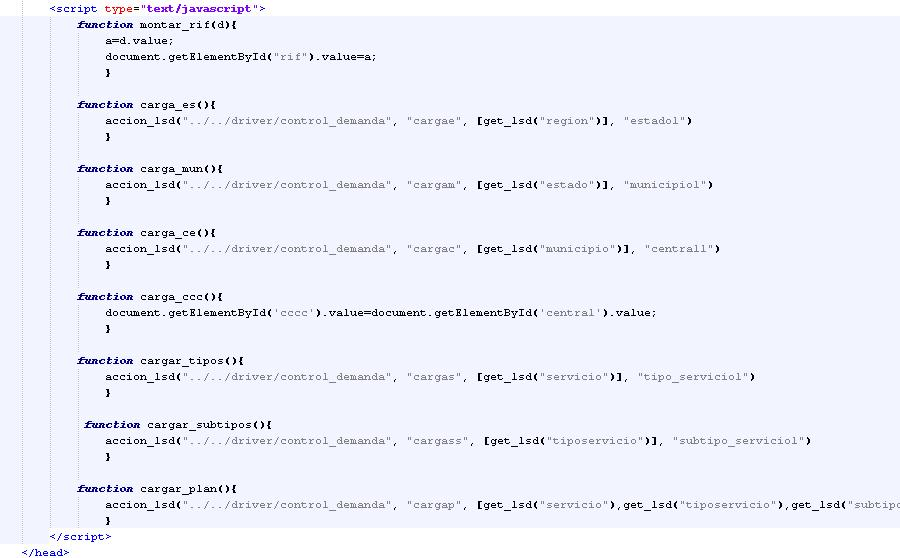 <script type="text/javascript">
function montar_rif(d){
a=d.value;
document.getElementById("rif").value=a;
}
function carga_es(){
accion_lsd("../../driver/control_demanda", "cargae", [get_lsd("region")], "estadol")
}
function carga_mun(){
accion_lsd("../../driver/control_demanda", "cargam", [get_lsd("estado")], "municipiol")
}
function carga_ce(){
accion_lsd("../../driver/control_demanda", "cargac", [get_lsd("municipio")], "centrall")
}
function carga_ccc(){
document.getElementById('cccc').value=document.getElementById('central').value;
}
function cargar_tipos(){
accion_lsd("../../driver/control_demanda", "cargas", [get_lsd("servicio")], "tipo_serviciol")
}
function cargar_subtipos(){
accion_lsd("../../driver/control_demanda", "cargass", [get_lsd("tiposervicio")], "subtipo_serviciol")
}
function cargar_plan(){
accion_lsd("../../driver/control_demanda", "cargap", [get_lsd("servicio"),get_lsd("tiposervicio"),get_lsd("subtipo
}
</script>
</head>